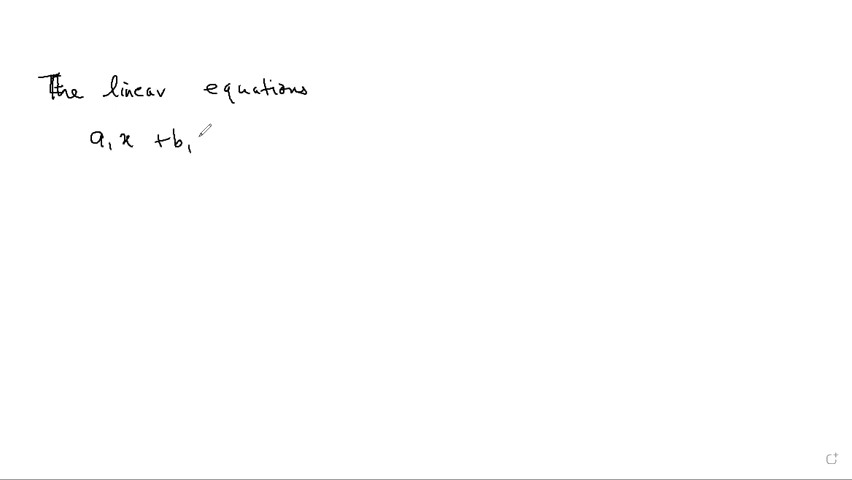 The linear equations
a₁x + b₁